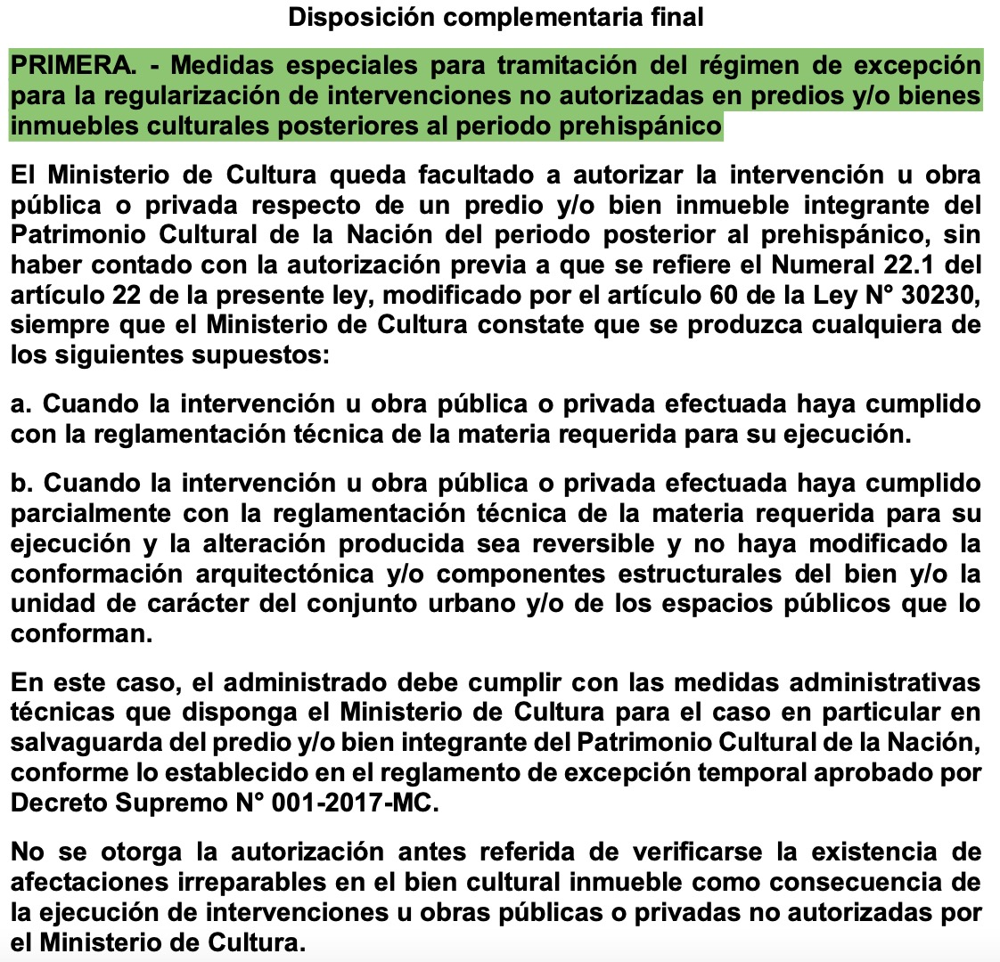 Disposición complementaria final
PRIMERA. - Medidas especiales para tramitación del régimen de excepción
para la regularización de intervenciones no autorizadas en predios y/o bienes
inmuebles culturales posteriores al periodo prehispánico
El Ministerio de Cultura queda facultado a autorizar la intervención u obra
pública o privada respecto de un predio y/o bien inmueble integrante del
Patrimonio Cultural de la Nación del periodo posterior al prehispánico, sin
haber contado con la autorización previa a que se refiere el Numeral 22.1 del
artículo 22 de la presente ley, modificado por el artículo 60 de la Ley N° 30230,
siempre que el Ministerio de Cultura constate que se produzca cualquiera de
los siguientes supuestos:
a. Cuando la intervención u obra pública o privada efectuada haya cumplido
con la reglamentación técnica de la materia requerida para su ejecución.
b. Cuando la intervención u obra pública o privada efectuada haya cumplido
parcialmente con la reglamentación técnica de la materia requerida para su
ejecución y la alteración producida sea reversible y no haya modificado la
conformación arquitectónica y/o componentes estructurales del bien y/o la
unidad de carácter del conjunto urbano y/o de los espacios públicos que lo
conforman.
En este caso, el administrado debe cumplir con las medidas administrativas
técnicas que disponga el Ministerio de Cultura para el caso en particular en
salvaguarda del predio y/o bien integrante del Patrimonio Cultural de la Nación,
conforme lo establecido en el reglamento de excepción temporal aprobado por
Decreto Supremo N° 001-2017-MC.
No se otorga la autorización antes referida de verificarse la existencia de
afectaciones irreparables en el bien cultural inmueble como consecuencia de
la ejecución de intervenciones u obras públicas o privadas no autorizadas por
el Ministerio de Cultura.